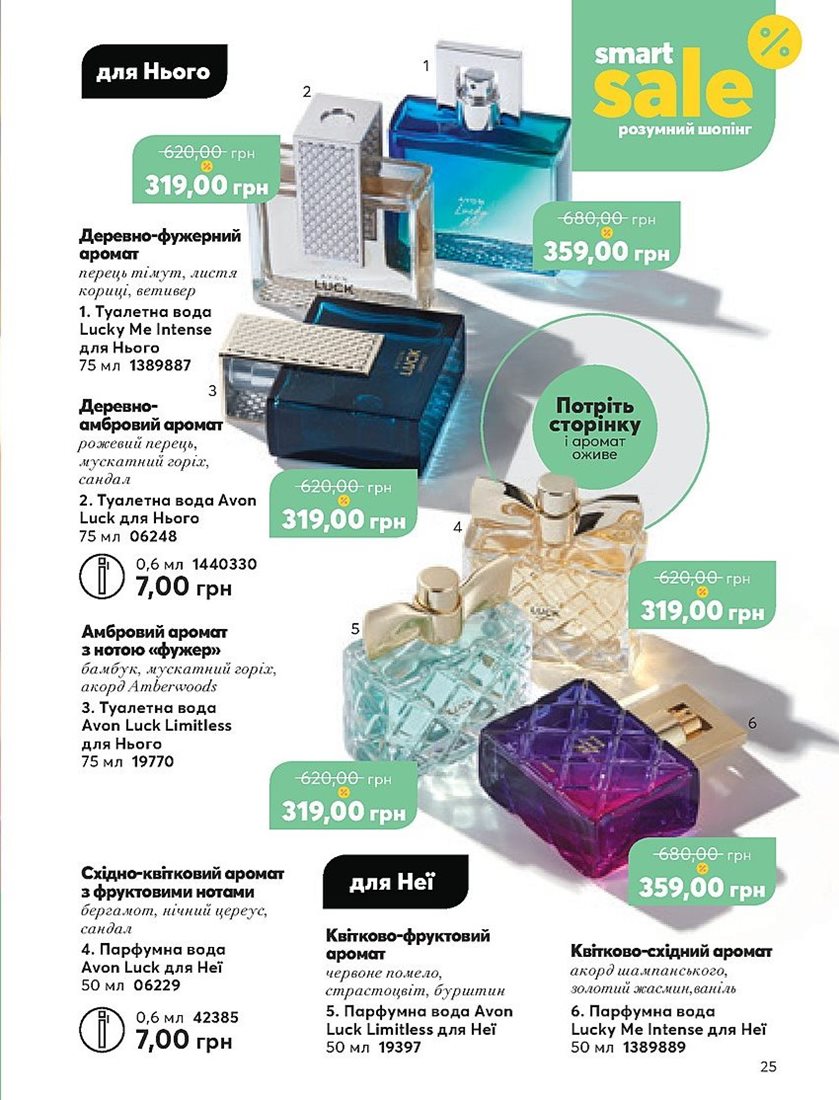 для Нього
smart
sale
%
розумний шопінг
1
2
620,00 грн
%
319,00 грн
680,00 грн
%
359,00 грн
Деревно-фужерний
аромат
перець тімут, листя
кориці, ветивер
1. Туалетна вода
Lucky Me Intense
для Нього
75 мл 1389887
AVON
LUCK
LUCK
3
Деревно-
амбровий аромат
рожевий перець,
мускатний горіх,
сандал
2. Туалетна вода Avon
Luck для Нього
75 мл 06248
0,6 мл 1440330
7,00 грн
Потріть
сторінку
і аромат
оживе
620,00 грн
%
319,00 грн
4
LUCK
620,00 грн
%
319,00 грн
Амбровий аромат
з нотою «фужер»
бамбук, мускатний горіх,
акорд Amberwoods
3. Туалетна вода
Avon Luck Limitless
для Нього
75 мл 19770
5
LUCK
6
620,00 грн
%
319,00 грн
680,00 грн
%
359,00 грн
Східно-квітковий аромат
з фруктовими нотами
бергамот, нічний цереус,
сандал
4. Парфумна вода
Avon Luck для Неї
50 мл 06229
0,6 мл 42385
7,00 грн
для Неї
Квітково-фруктовий
аромат
червоне помело,
страстоцвіт, бурштин
5. Парфумна вода Avon
Luck Limitless для Неї
50 мл 19397
Квітково-східний аромат
акорд шампанського,
золотий жасмин,ваніль
6. Парфумна вода
Lucky Me Intense для Неї
50 мл 1389889
25